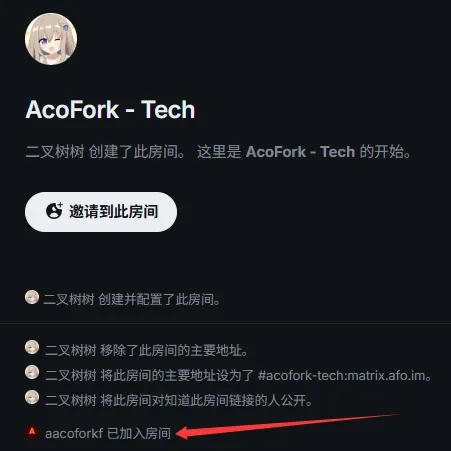 AcoFork - Tech
二叉树树 创建了此房间。 这里是 AcoFork - Tech 的开始。
邀请到此房间
二叉树树 创建并配置了此房间。
二叉树树 移除了此房间的主要地址。
二叉树树 将此房间的主要地址设为了 #acofork-tech:matrix.afo.im。
二叉树树 将此房间对知道此房间链接的人公开。
A
aacoforkf 已加入房间